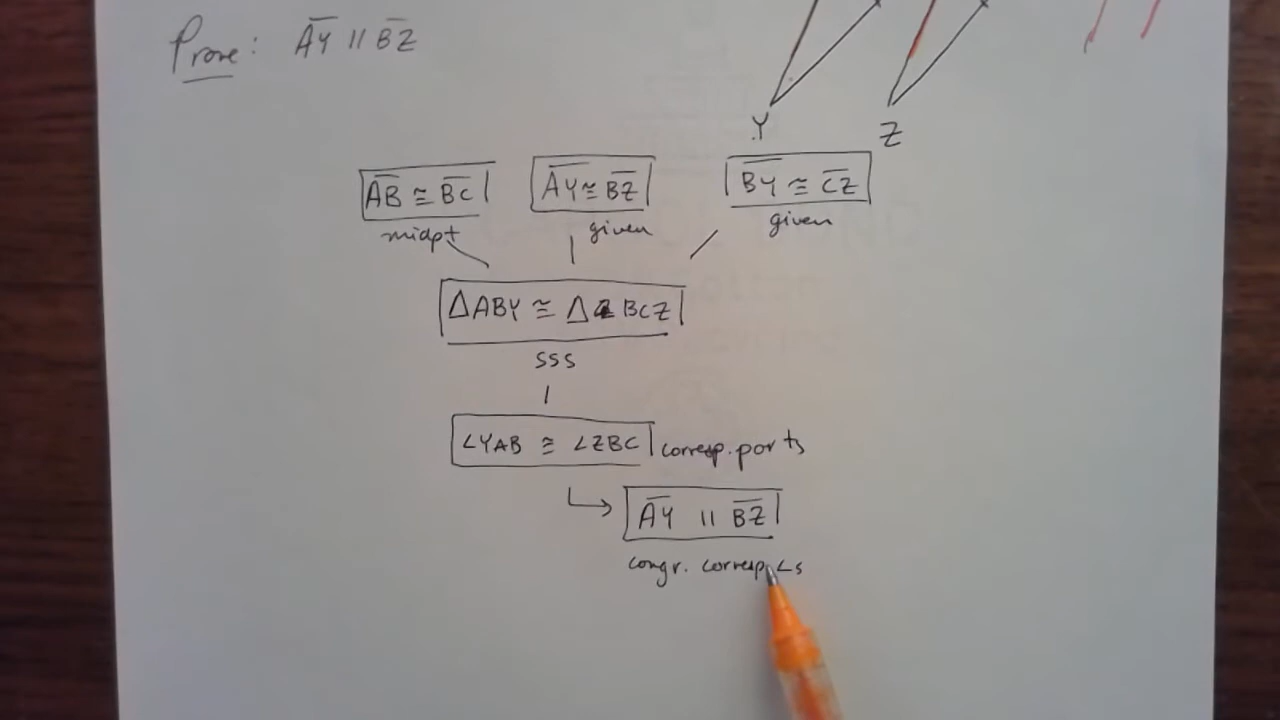 Prove: AY || BZ
Y Z
AB ≅ BC AY ≅ BZ BY ≅ CZ
midpt given given
△ABY ≅ △BCZ
SSS
∠YAB ≅ ∠ZBC corresp. parts
AY || BZ
congr. corresp. ∠s